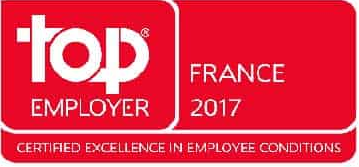 top®
EMPLOYER
FRANCE
2017
CERTIFIED EXCELLENCE IN EMPLOYEE CONDITIONS